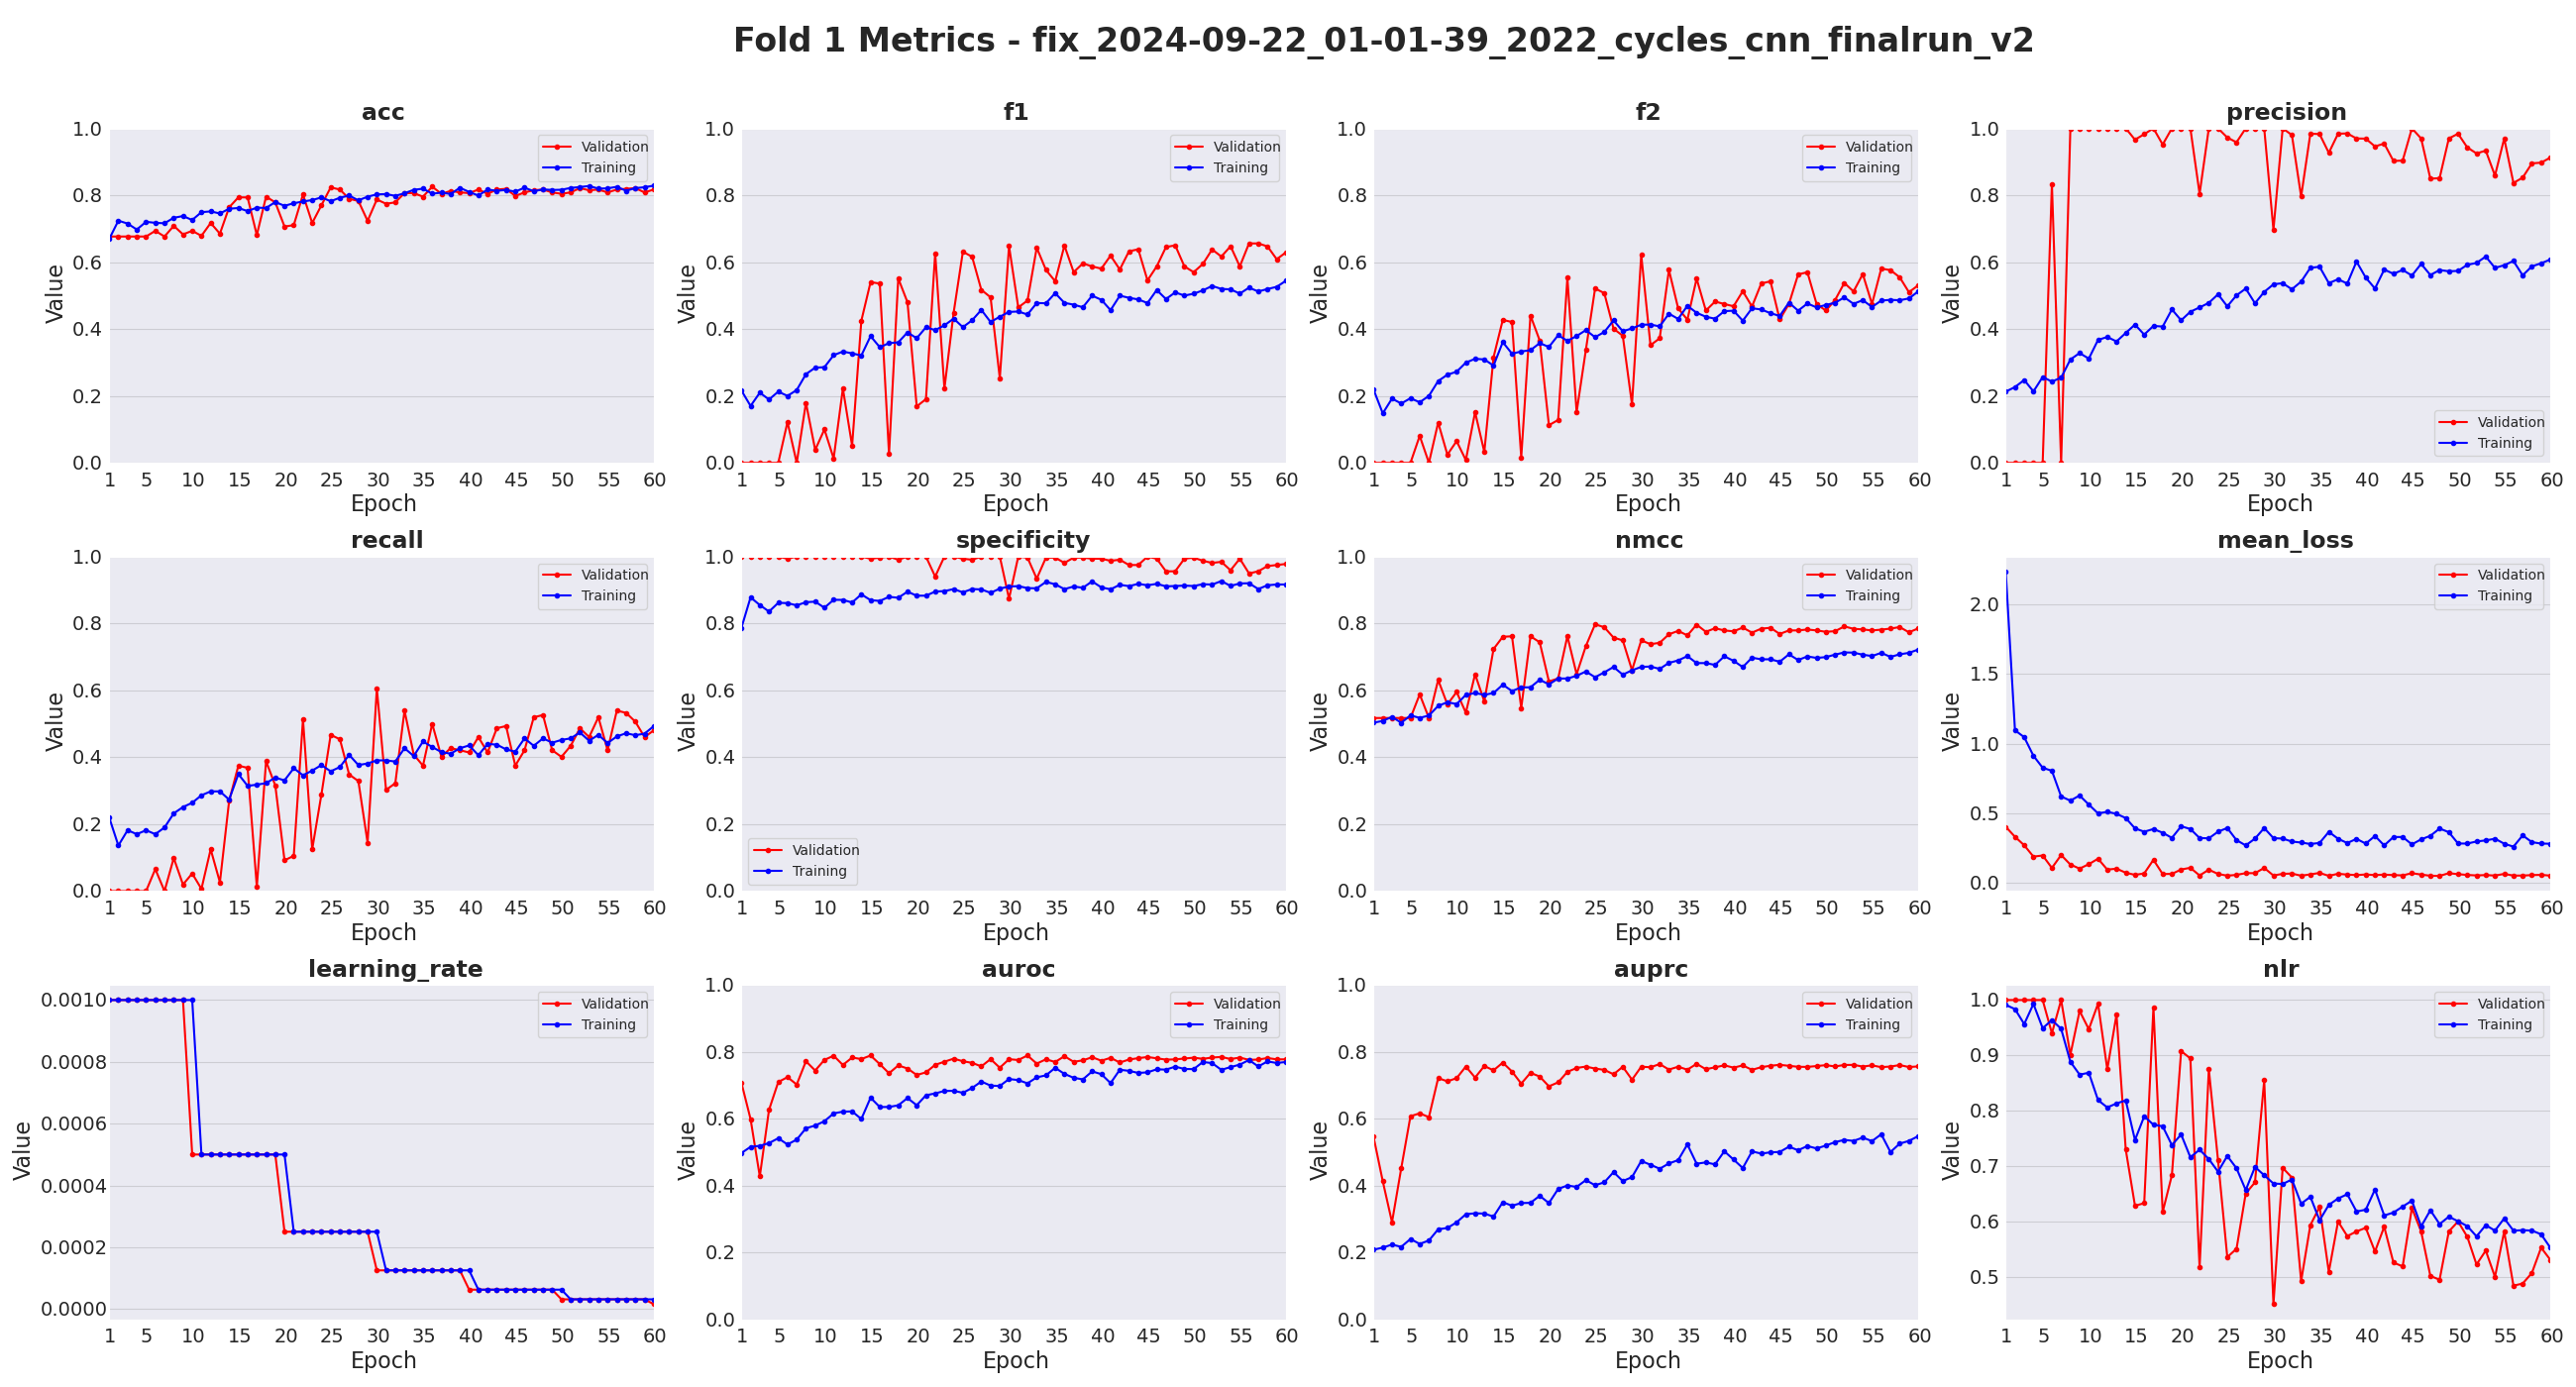 Fold 1 Metrics - fix_2024-09-22_01-01-39_2022_cycles_cnn_finalrun_v2
acc
1.0
0.8
0.6
0.4
0.2
0.0
Value
Validation
Training
1 5 10 15 20 25 30 35 40 45 50 55 60
Epoch
f1
1.0
0.8
0.6
0.4
0.2
0.0
Value
Validation
Training
1 5 10 15 20 25 30 35 40 45 50 55 60
Epoch
f2
1.0
0.8
0.6
0.4
0.2
0.0
Value
Validation
Training
1 5 10 15 20 25 30 35 40 45 50 55 60
Epoch
precision
1.0
0.8
0.6
0.4
0.2
0.0
Value
Validation
Training
1 5 10 15 20 25 30 35 40 45 50 55 60
Epoch
recall
1.0
0.8
0.6
0.4
0.2
0.0
Value
Validation
Training
1 5 10 15 20 25 30 35 40 45 50 55 60
Epoch
specificity
1.0
0.8
0.6
0.4
0.2
0.0
Value
Validation
Training
1 5 10 15 20 25 30 35 40 45 50 55 60
Epoch
nmcc
1.0
0.8
0.6
0.4
0.2
0.0
Value
Validation
Training
1 5 10 15 20 25 30 35 40 45 50 55 60
Epoch
mean_loss
2.0
1.5
1.0
0.5
0.0
Value
Validation
Training
1 5 10 15 20 25 30 35 40 45 50 55 60
Epoch
learning_rate
0.0010
0.0008
0.0006
0.0004
0.0002
0.0000
Value
Validation
Training
1 5 10 15 20 25 30 35 40 45 50 55 60
Epoch
auroc
1.0
0.8
0.6
0.4
0.2
0.0
Value
Validation
Training
1 5 10 15 20 25 30 35 40 45 50 55 60
Epoch
auprc
1.0
0.8
0.6
0.4
0.2
0.0
Value
Validation
Training
1 5 10 15 20 25 30 35 40 45 50 55 60
Epoch
nlr
1.0
0.9
0.8
0.7
0.6
0.5
Value
Validation
Training
1 5 10 15 20 25 30 35 40 45 50 55 60
Epoch